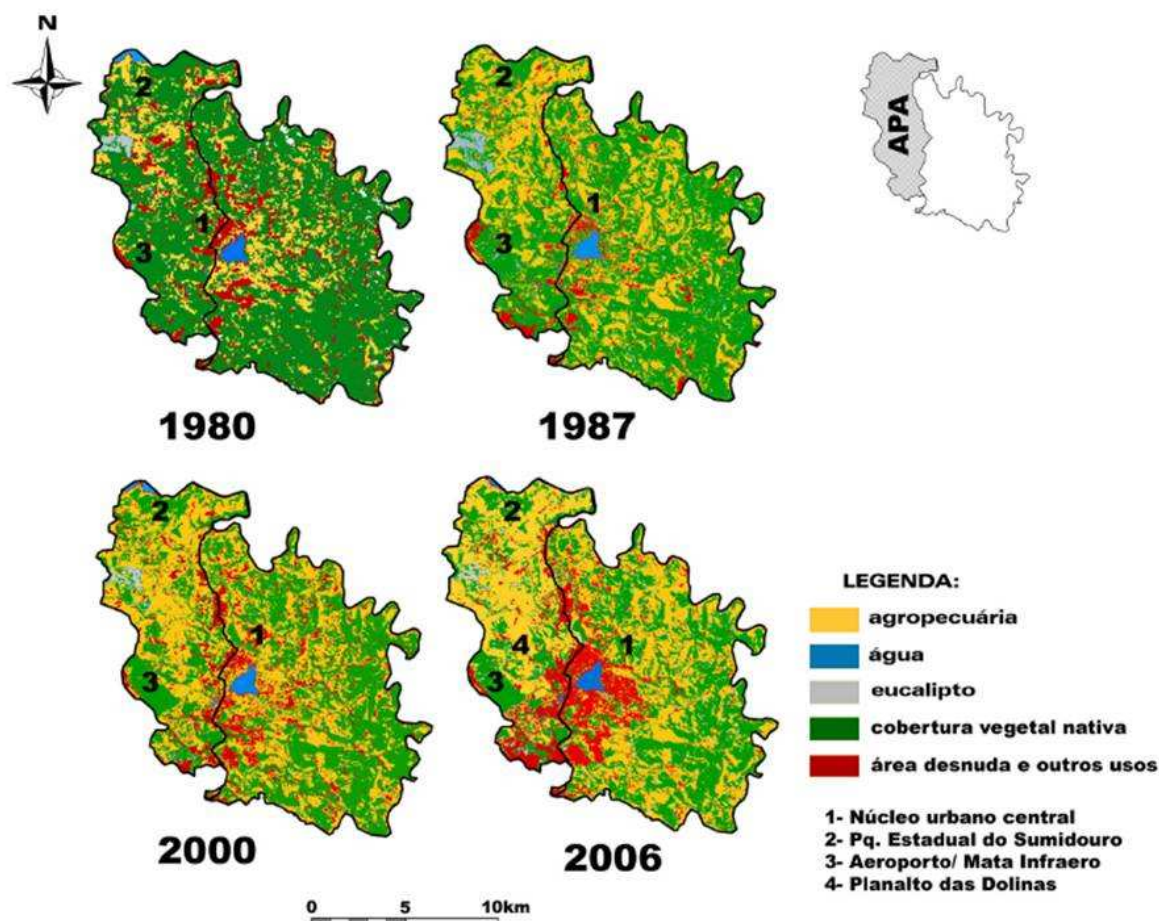 N
2
2
APA
1
1
3
3
1980
1987
2
2
1
4
1
3
3
2000
2006
LEGENDA:
agropecuária
água
eucalipto
cobertura vegetal nativa
área desnuda e outros usos
1- Núcleo urbano central
2- Pq. Estadual do Sumidouro
3- Aeroporto/ Mata Infraero
4- Planalto das Dolinas
0 5 10km